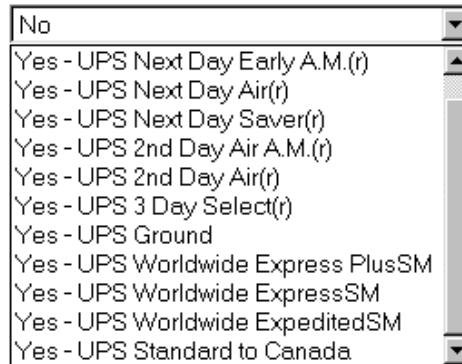 No
Yes - UPS Next Day Early A.M.(r)
Yes - UPS Next Day Air(r)
Yes - UPS Next Day Saver(r)
Yes - UPS 2nd Day Air A.M.(r)
Yes - UPS 2nd Day Air(r)
Yes - UPS 3 Day Select(r)
Yes - UPS Ground
Yes - UPS Worldwide Express PlusSM
Yes - UPS Worldwide ExpressSM
Yes - UPS Worldwide ExpeditedSM
Yes - UPS Standard to Canada